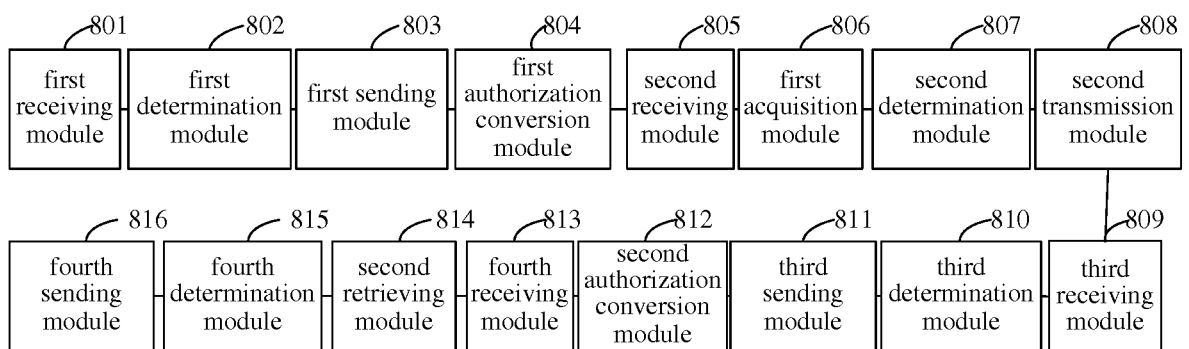 801 802 803 804 805 806 807 808
first
receiving
module
first
determination
module
first sending
module
first
authorization
conversion
module
second
receiving
module
first
acquisition
module
second
determination
module
second
transmission
module
816 815 814 813 812 811 810 809
fourth
sending
module
fourth
determination
module
second
retrieving
module
fourth
receiving
module
second
authorization
conversion
module
third
sending
module
third
determination
module
third
receiving
module